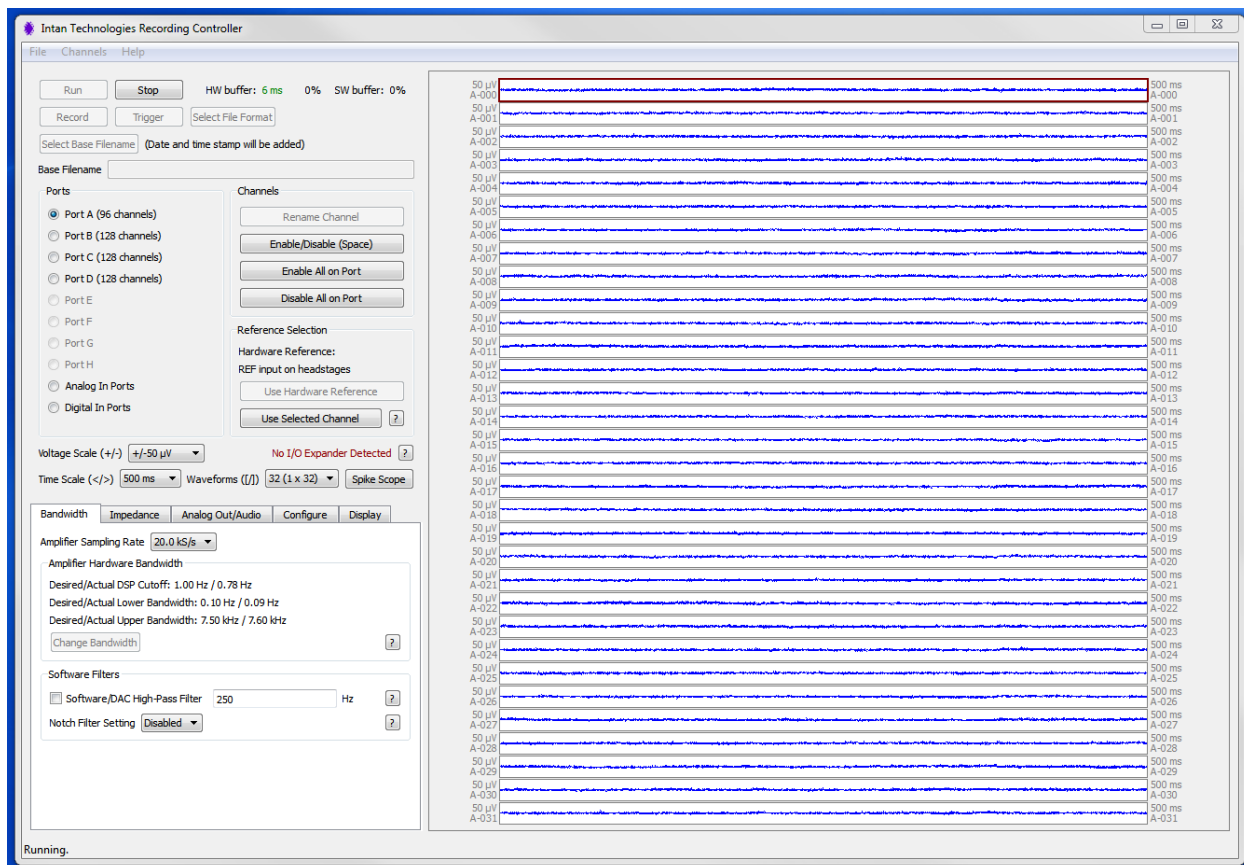 Intan Technologies Recording Controller
File Channels Help
Run Stop HW buffer: 6 ms 0% SW buffer: 0%
Record Trigger Select File Format
Select Base Filename (Date and time stamp will be added)
Base Filename
Ports
Port A (96 channels)
Port B (128 channels)
Port C (128 channels)
Port D (128 channels)
Port E
Port F
Port G
Port H
Analog In Ports
Digital In Ports
Channels
Rename Channel
Enable/Disable (Space)
Enable All on Port
Disable All on Port
Reference Selection
Hardware Reference:
REF input on headstages
Use Hardware Reference
Use Selected Channel ?
Voltage Scale (+/-) +/-50 µV No I/O Expander Detected ?
Time Scale (</>) 500 ms Waveforms ([/]) 32 (1 x 32) Spike Scope
Bandwidth Impedance Analog Out/Audio Configure Display
Amplifier Sampling Rate 20.0 kS/s
Amplifier Hardware Bandwidth
Desired/Actual DSP Cutoff: 1.00 Hz / 0.78 Hz
Desired/Actual Lower Bandwidth: 0.10 Hz / 0.09 Hz
Desired/Actual Upper Bandwidth: 7.50 kHz / 7.60 kHz
Change Bandwidth ?
Software Filters
Software/DAC High-Pass Filter 250 Hz ?
Notch Filter Setting Disabled ?
50 µV 500 ms
A-000 A-000
50 µV 500 ms
A-001 A-001
50 µV 500 ms
A-002 A-002
50 µV 500 ms
A-003 A-003
50 µV 500 ms
A-004 A-004
50 µV 500 ms
A-005 A-005
50 µV 500 ms
A-006 A-006
50 µV 500 ms
A-007 A-007
50 µV 500 ms
A-008 A-008
50 µV 500 ms
A-009 A-009
50 µV 500 ms
A-010 A-010
50 µV 500 ms
A-011 A-011
50 µV 500 ms
A-012 A-012
50 µV 500 ms
A-013 A-013
50 µV 500 ms
A-014 A-014
50 µV 500 ms
A-015 A-015
50 µV 500 ms
A-016 A-016
50 µV 500 ms
A-017 A-017
50 µV 500 ms
A-018 A-018
50 µV 500 ms
A-019 A-019
50 µV 500 ms
A-020 A-020
50 µV 500 ms
A-021 A-021
50 µV 500 ms
A-022 A-022
50 µV 500 ms
A-023 A-023
50 µV 500 ms
A-024 A-024
50 µV 500 ms
A-025 A-025
50 µV 500 ms
A-026 A-026
50 µV 500 ms
A-027 A-027
50 µV 500 ms
A-028 A-028
50 µV 500 ms
A-029 A-029
50 µV 500 ms
A-030 A-030
50 µV 500 ms
A-031 A-031
Running.